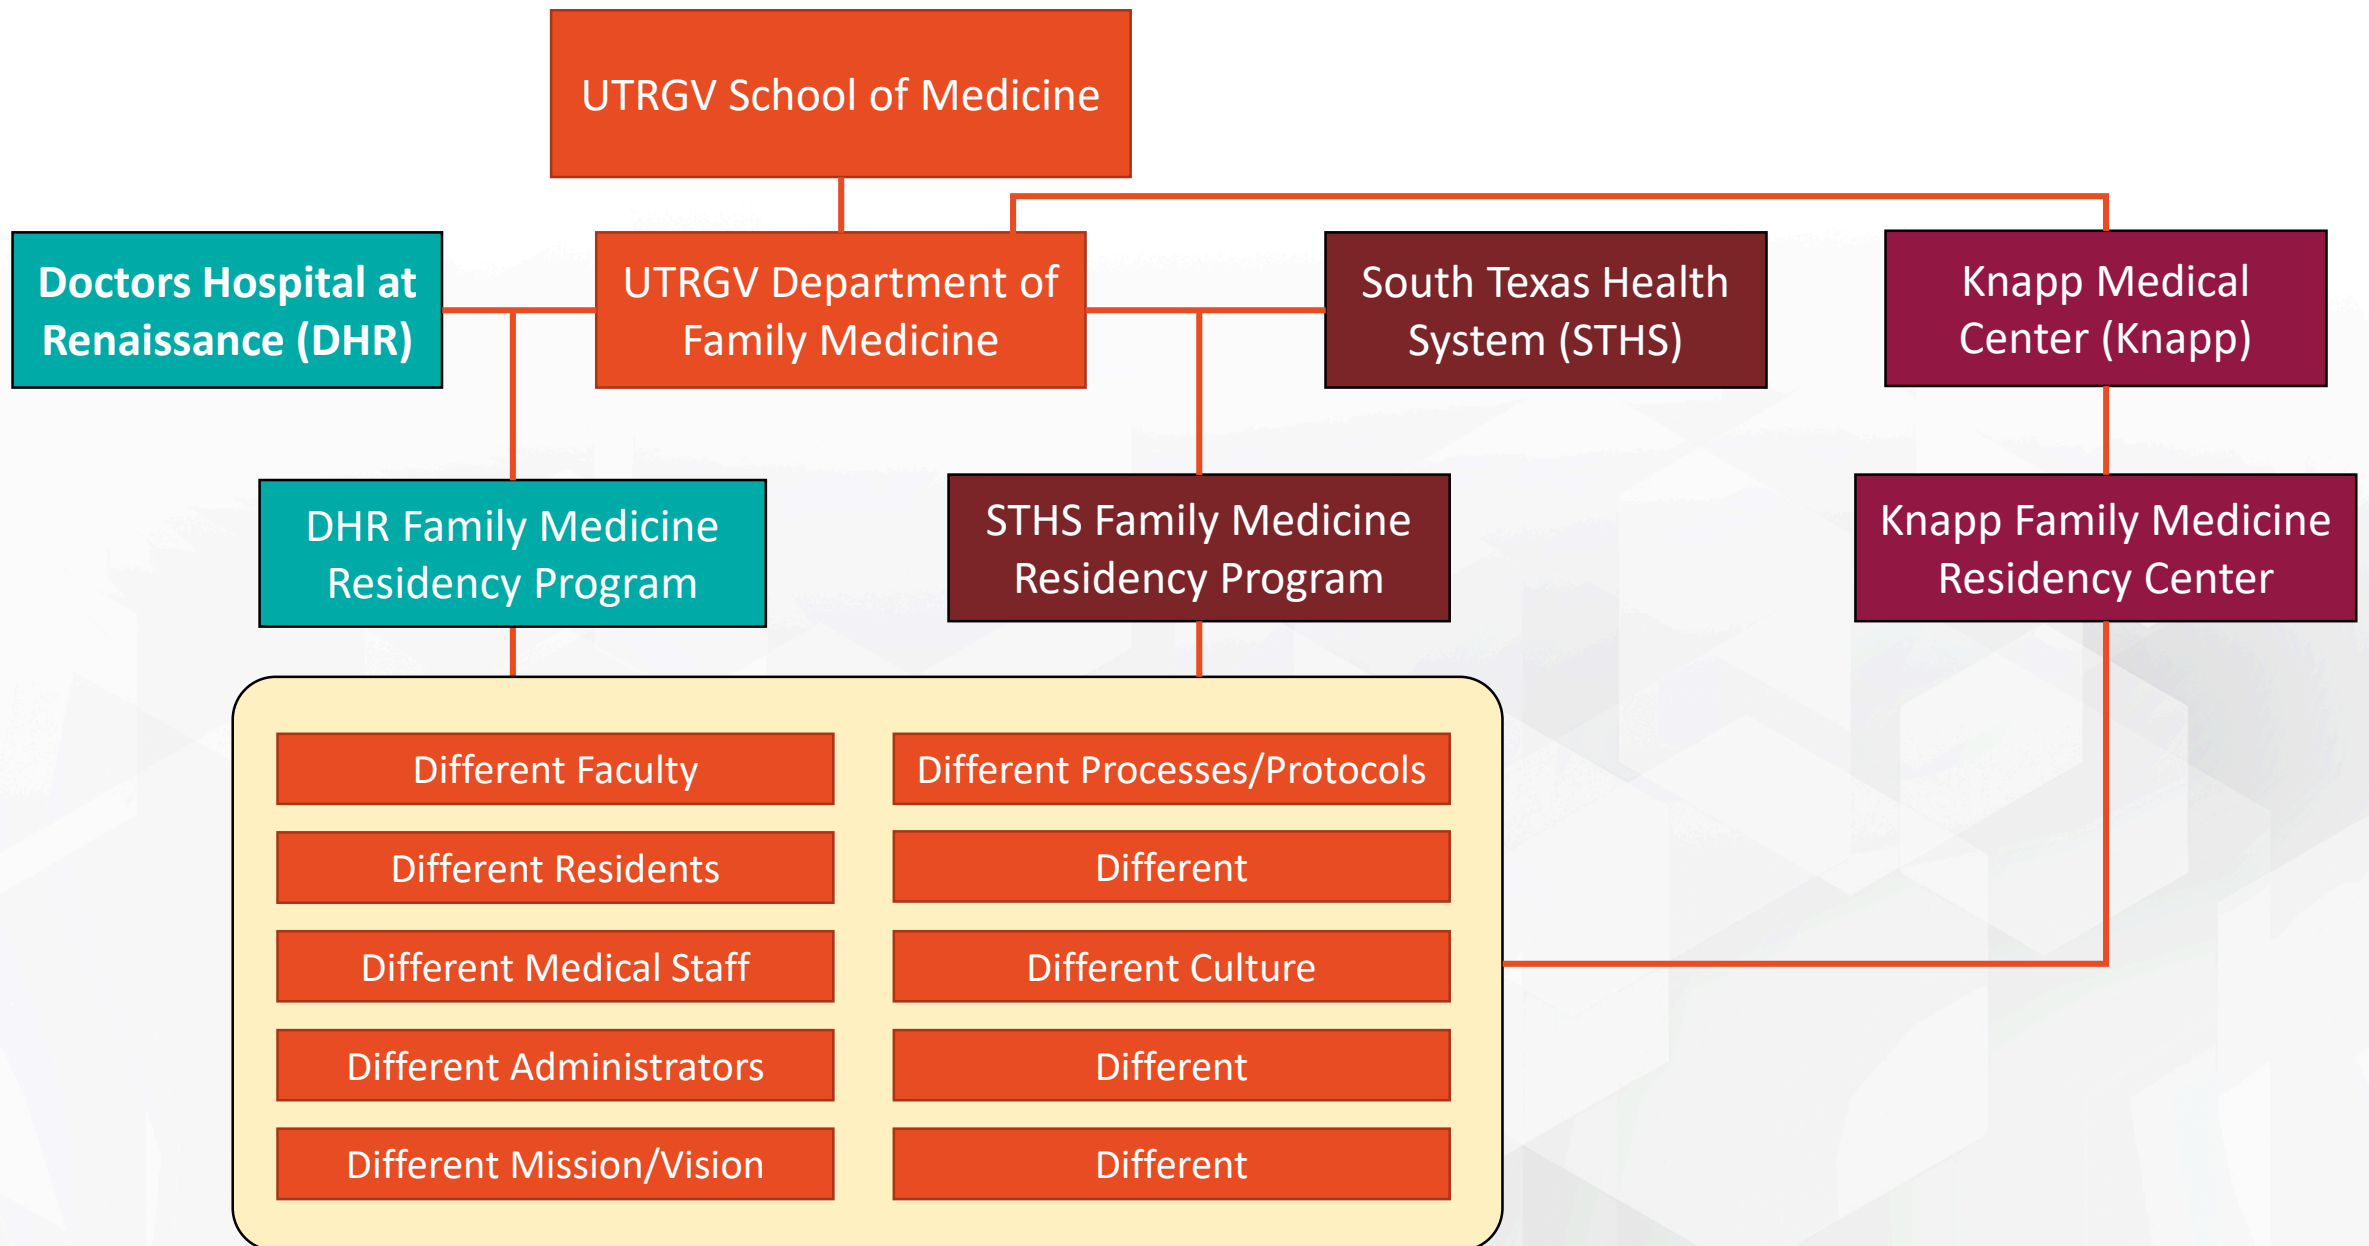 UTRGV School of Medicine
Doctors Hospital at
Renaissance (DHR)
UTRGV Department of
Family Medicine
South Texas Health
System (STHS)
Knapp Medical
Center (Knapp)
DHR Family Medicine
Residency Program
STHS Family Medicine
Residency Program
Knapp Family Medicine
Residency Center
Different Faculty
Different Residents
Different Medical Staff
Different Administrators
Different Mission/Vision
Different Processes/Protocols
Different
Different Culture
Different
Different